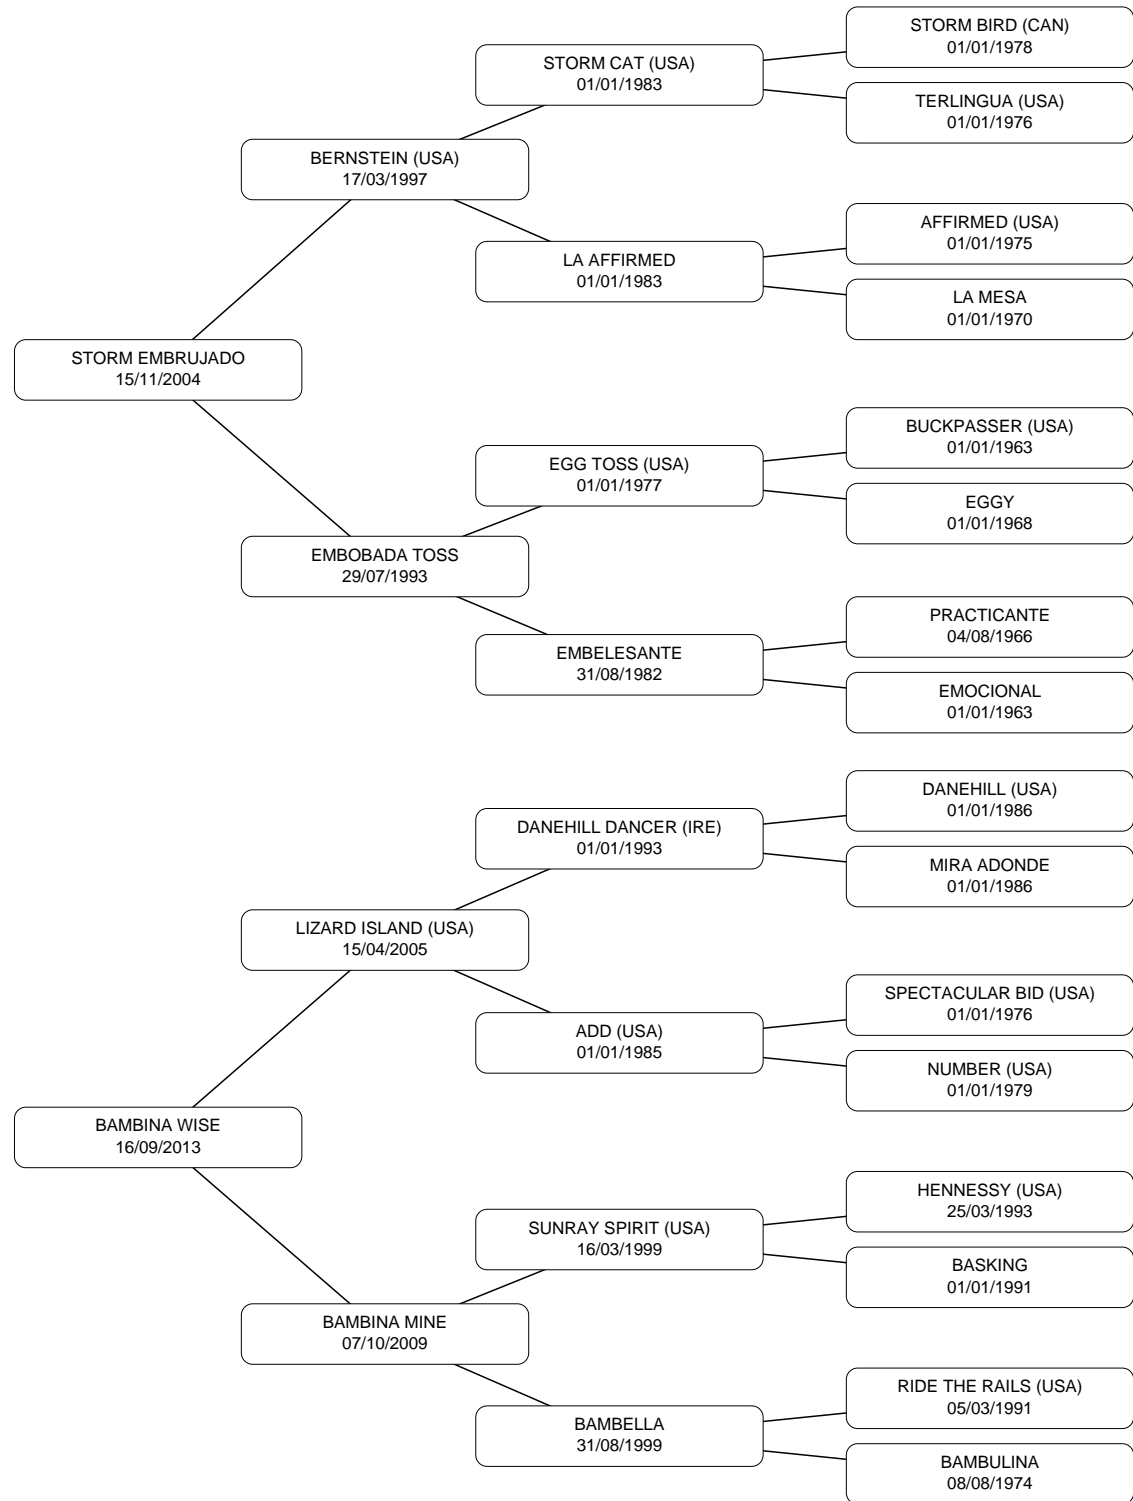 STORM BIRD (CAN)
01/01/1978
STORM CAT (USA)
01/01/1983
TERLINGUA (USA)
01/01/1976
BERNSTEIN (USA)
17/03/1997
AFFIRMED (USA)
01/01/1975
LA AFFIRMED
01/01/1983
LA MESA
01/01/1970
STORM EMBRUJADO
15/11/2004
BUCKPASSER (USA)
01/01/1963
EGG TOSS (USA)
01/01/1977
EGGY
01/01/1968
EMBOBADA TOSS
29/07/1993
PRACTICANTE
04/08/1966
EMBELESANTE
31/08/1982
EMOCIONAL
01/01/1963
DANEHILL (USA)
01/01/1986
DANEHILL DANCER (IRE)
01/01/1993
MIRA ADONDE
01/01/1986
LIZARD ISLAND (USA)
15/04/2005
SPECTACULAR BID (USA)
01/01/1976
ADD (USA)
01/01/1985
NUMBER (USA)
01/01/1979
BAMBINA WISE
16/09/2013
HENNESSY (USA)
25/03/1993
SUNRAY SPIRIT (USA)
16/03/1999
BASKING
01/01/1991
BAMBINA MINE
07/10/2009
RIDE THE RAILS (USA)
05/03/1991
BAMBELLA
31/08/1999
BAMBULINA
08/08/1974